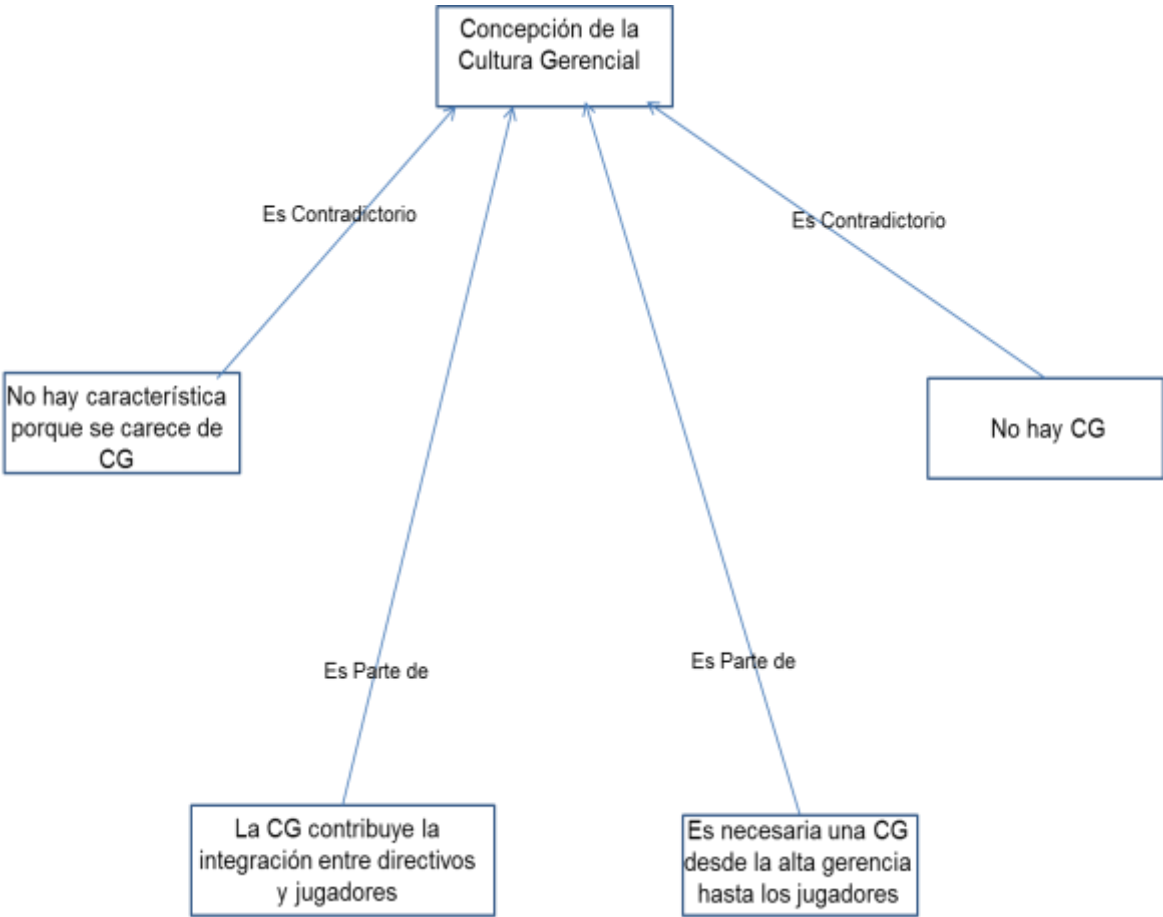 Concepción de la
Cultura Gerencial
Es Contradictorio
Es Contradictorio
No hay característica
porque se carece de
CG
No hay CG
Es Parte de
Es Parte de
La CG contribuye la
integración entre directivos
y jugadores
Es necesaria una CG
desde la alta gerencia
hasta los jugadores